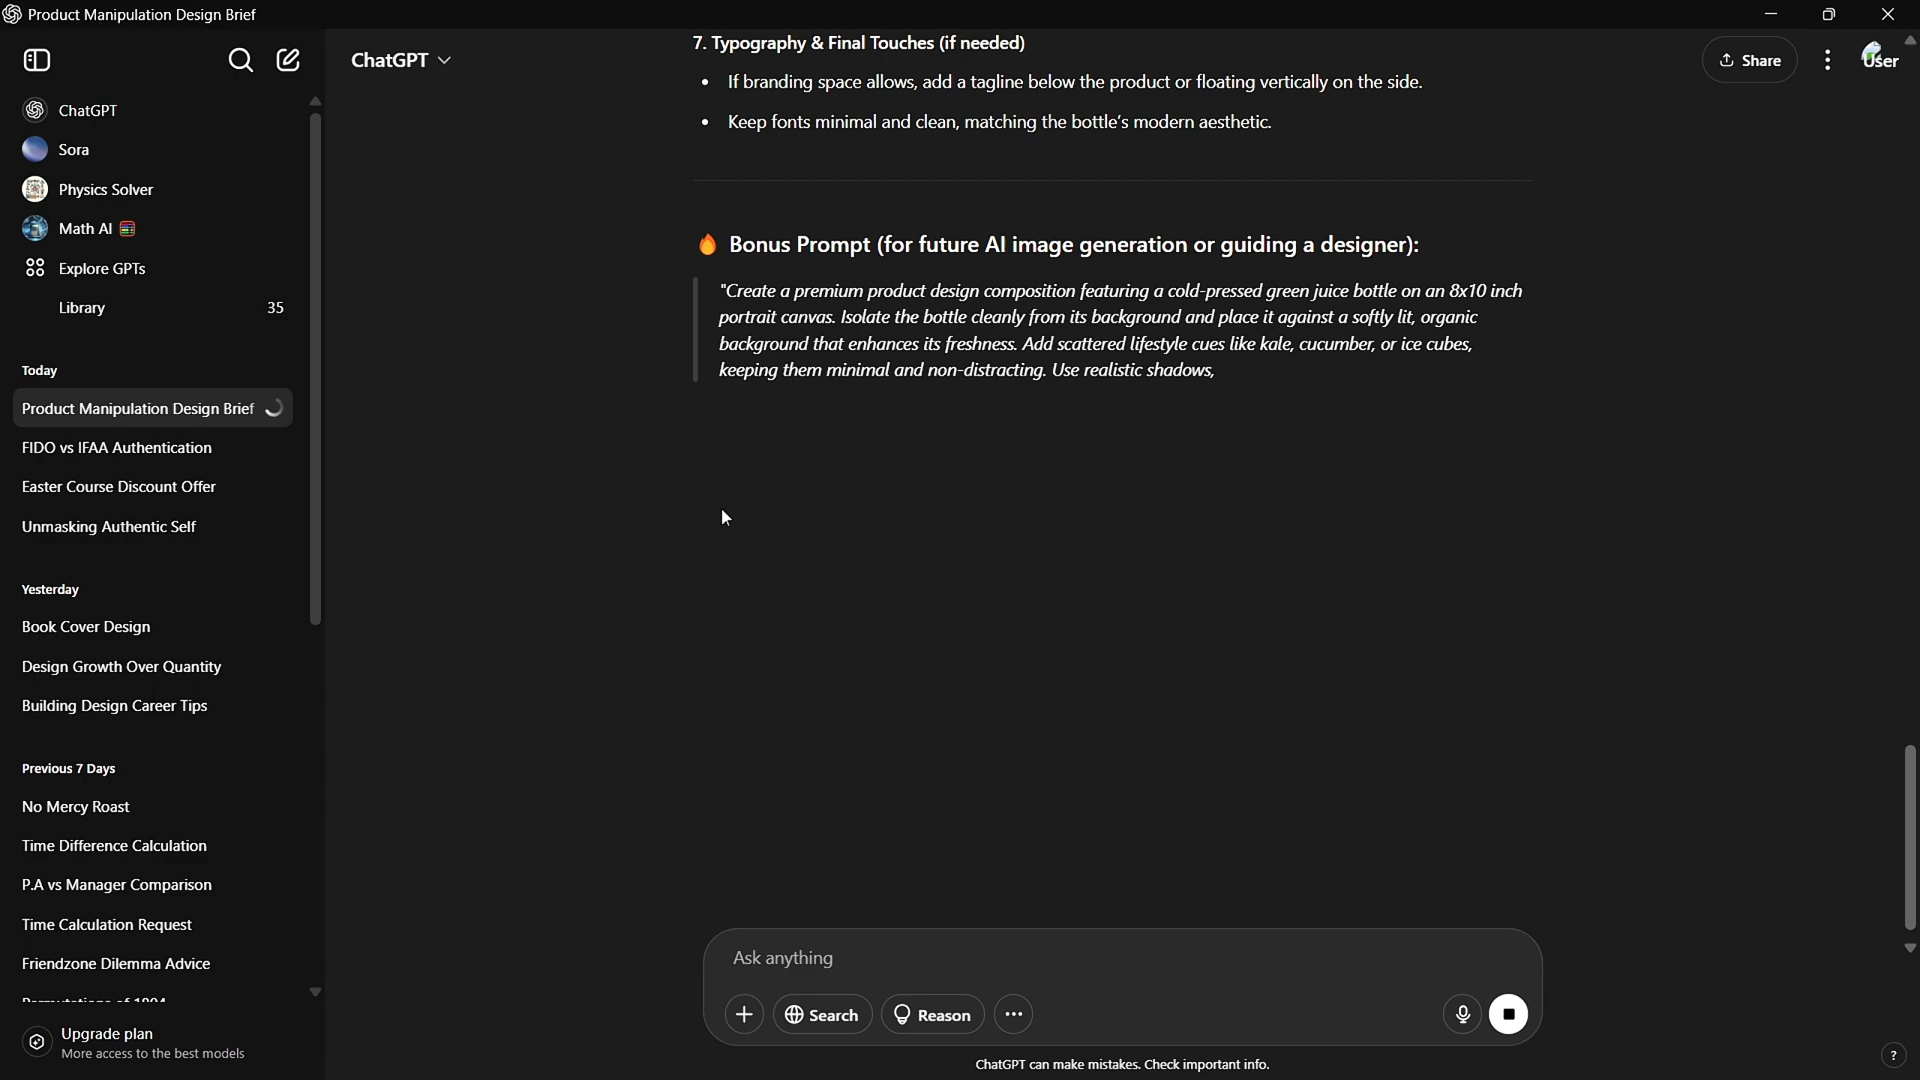 Product Manipulation Design Brief
ChatGPT
Share
User
ChatGPT
Sora
Physics Solver
Math AI 🧮
Explore GPTs
Library 35
Today
Product Manipulation Design Brief
FIDO vs IFAA Authentication
Easter Course Discount Offer
Unmasking Authentic Self
Yesterday
Book Cover Design
Design Growth Over Quantity
Building Design Career Tips
Previous 7 Days
No Mercy Roast
Time Difference Calculation
P.A vs Manager Comparison
Time Calculation Request
Friendzone Dilemma Advice
Permutations of 1804
Upgrade plan
More access to the best models
7. Typography & Final Touches (if needed)
• If branding space allows, add a tagline below the product or floating vertically on the side.
• Keep fonts minimal and clean, matching the bottle's modern aesthetic.
🔥 Bonus Prompt (for future AI image generation or guiding a designer):
"Create a premium product design composition featuring a cold-pressed green juice bottle on an 8x10 inch
portrait canvas. Isolate the bottle cleanly from its background and place it against a softly lit, organic
background that enhances its freshness. Add scattered lifestyle cues like kale, cucumber, or ice cubes,
keeping them minimal and non-distracting. Use realistic shadows,
Ask anything
Search
Reason
ChatGPT can make mistakes. Check important info.
?